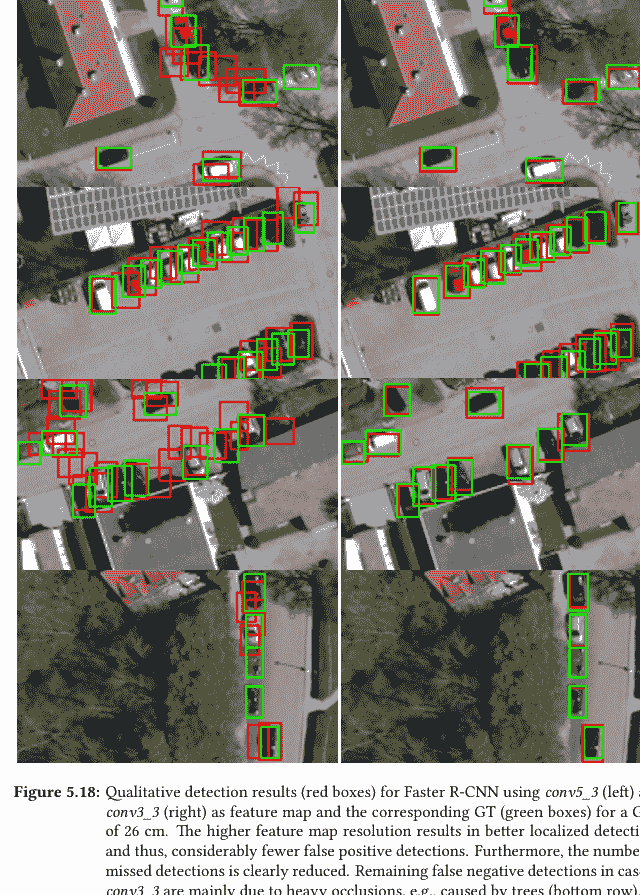 Figure 5.18: Qualitative detection results (red boxes) for Faster R-CNN using conv5_3 (left)
conv3_3 (right) as feature map and the corresponding GT (green boxes) for a
of 26 cm. The higher feature map resolution results in better localized
and thus, considerably fewer false positive detections. Furthermore, the
missed detections is clearly reduced. Remaining false negative detections in
conv3_3 are mainly due to heavy occlusions, e.g., caused by trees (bottom row).